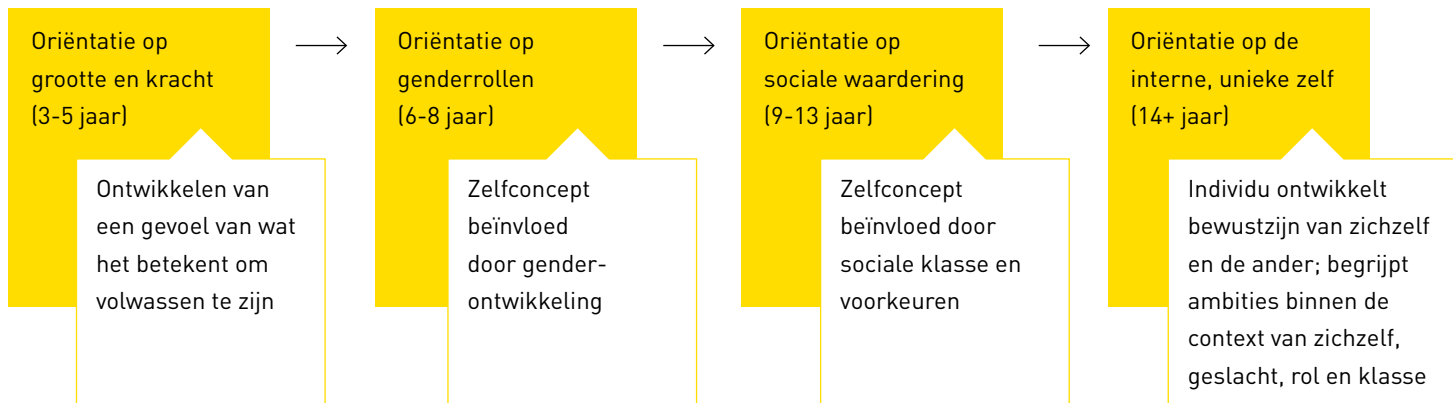 Oriëntatie op
grootte en kracht
(3-5 jaar)
Ontwikkelen van
een gevoel van wat
het betekent om
volwassen te zijn
Oriëntatie op
genderrollen
(6-8 jaar)
Zelfconcept
beïnvloed
door gender-
ontwikkeling
Oriëntatie op
sociale waardering
(9-13 jaar)
Zelfconcept
beïnvloed door
sociale klasse en
voorkeuren
Oriëntatie op de
interne, unieke zelf
(14+ jaar)
Individu ontwikkelt
bewustzijn van zichzelf
en de ander; begrijpt
ambities binnen de
context van zichzelf,
geslacht, rol en klasse